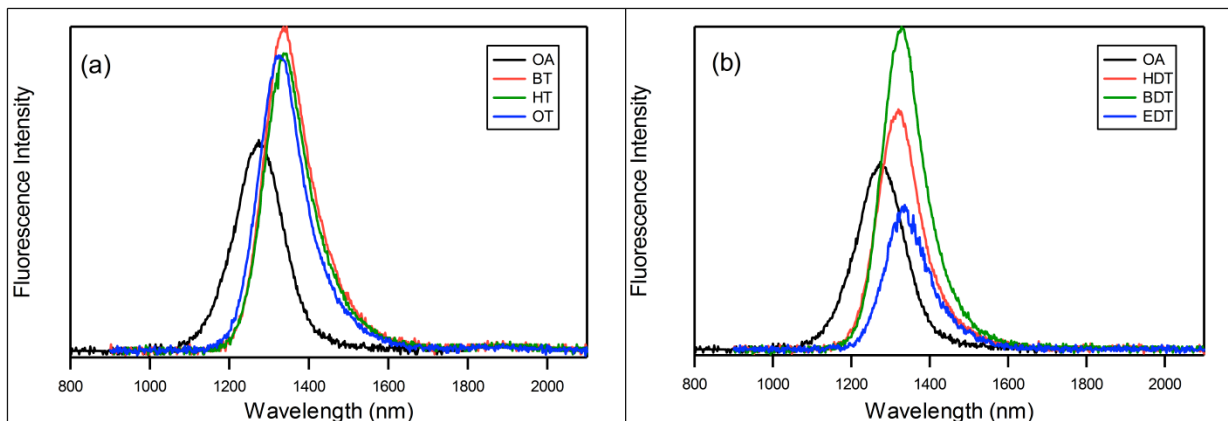 (a)
OA
BT
HT
OT
Fluorescence Intensity
800 1000 1200 1400 1600 1800 2000
Wavelength (nm)
(b)
OA
HDT
BDT
EDT
Fluorescence Intensity
800 1000 1200 1400 1600 1800 2000
Wavelength (nm)